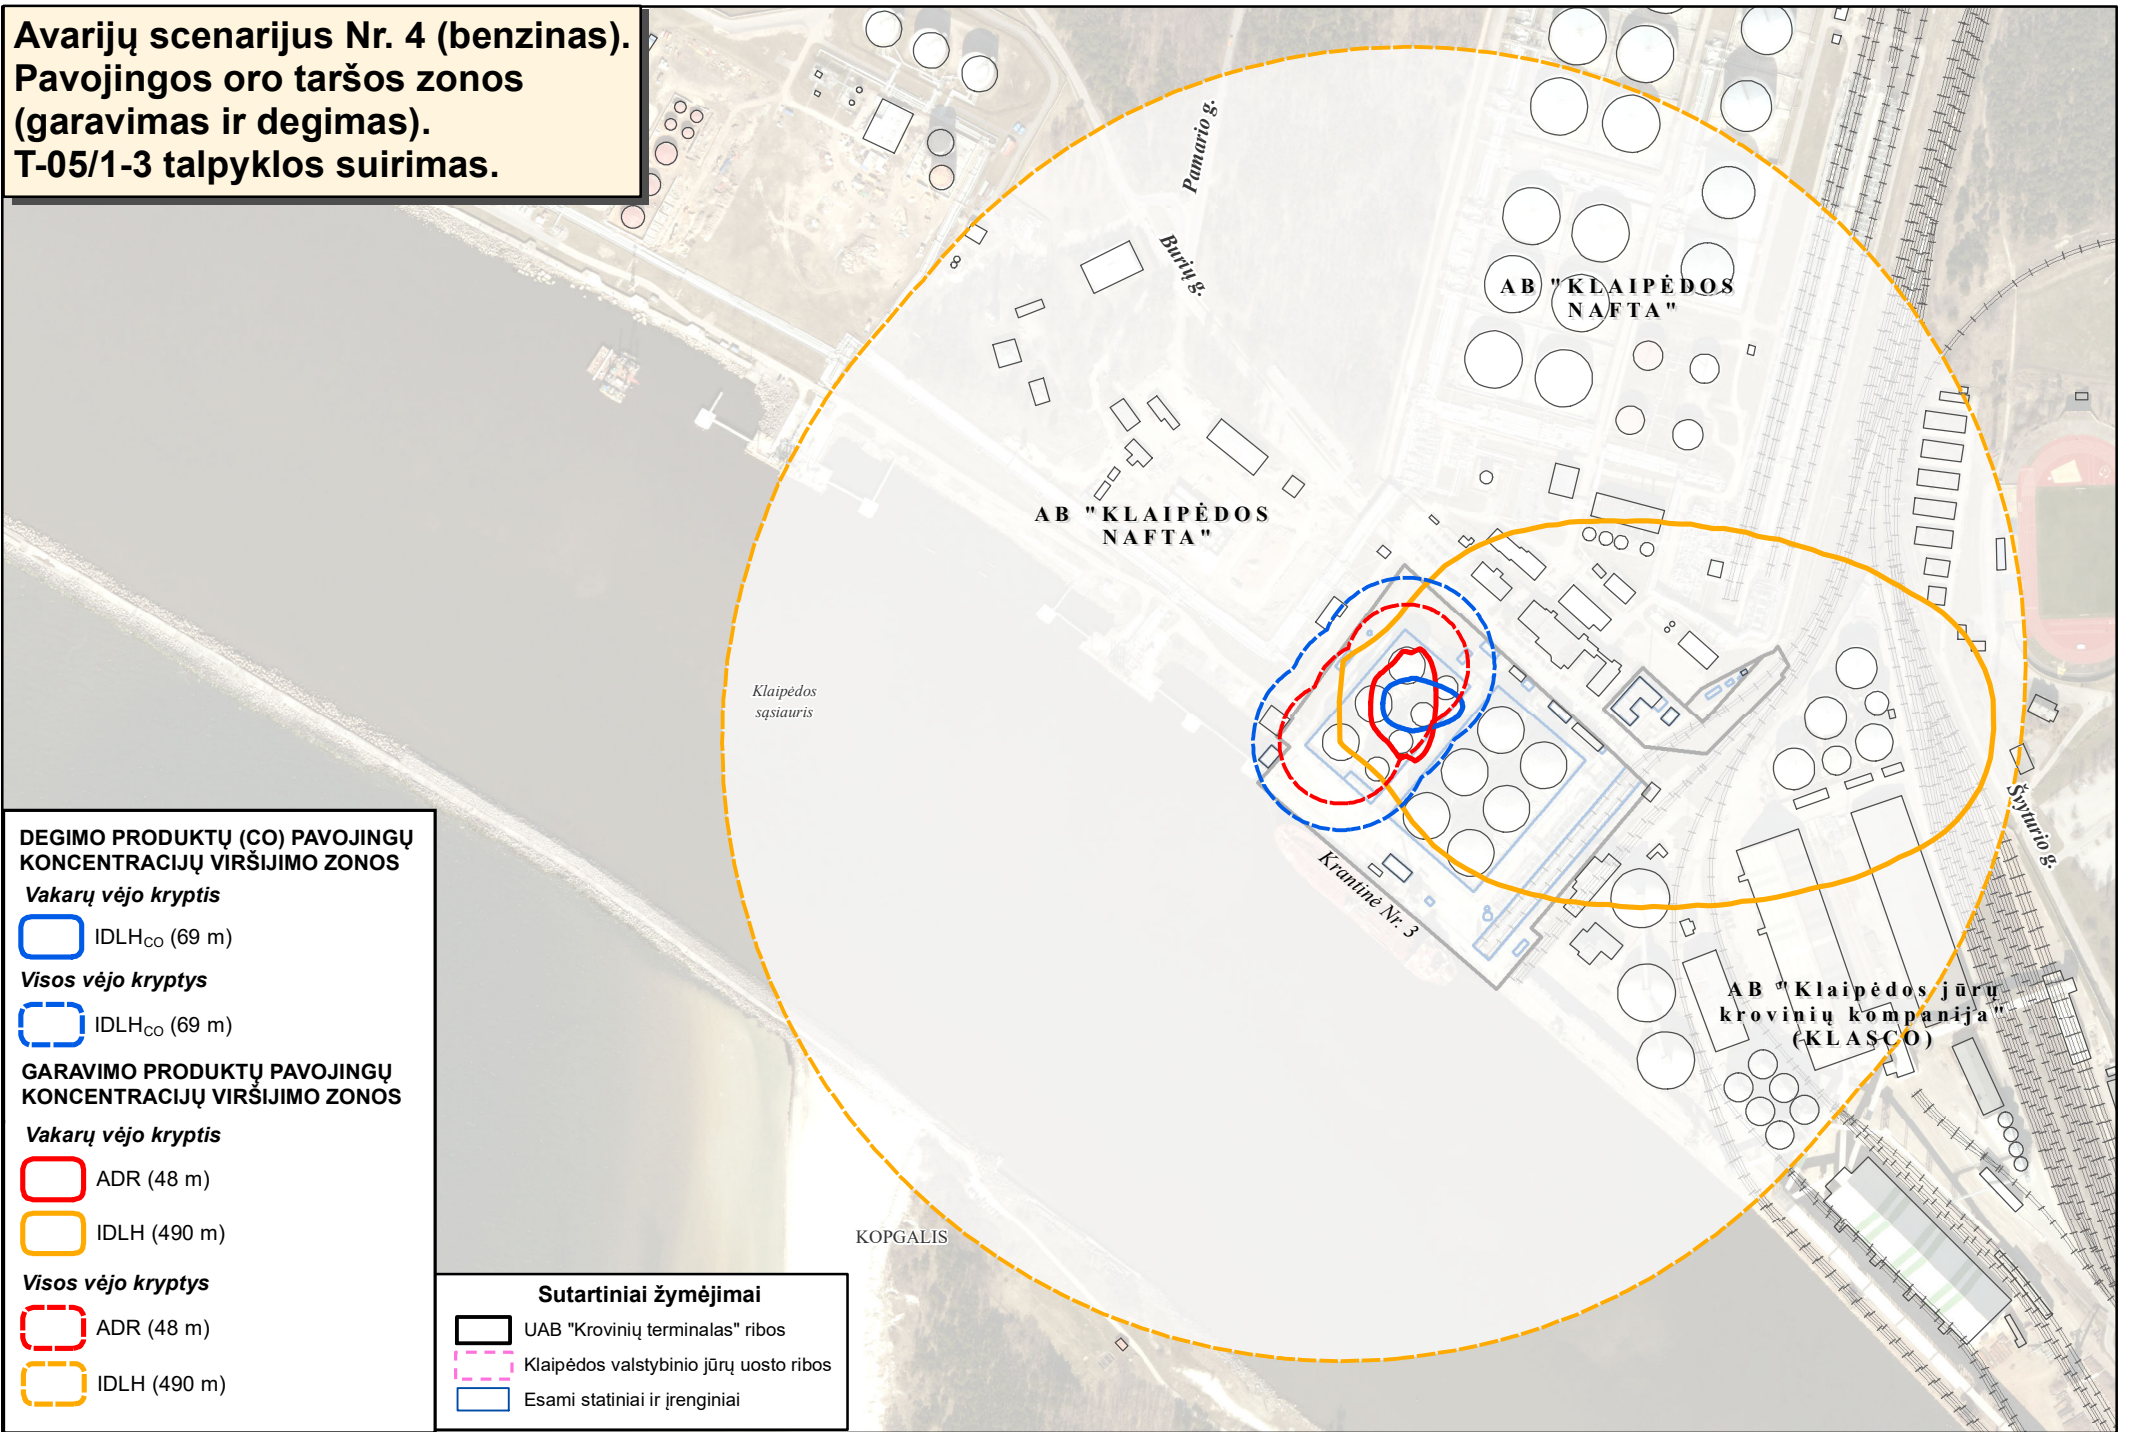 Avarijų scenarijus Nr. 4 (benzinas).
Pavojingos oro taršos zonos
(garavimas ir degimas).
T-05/1-3 talpyklos suirimas.
Pamario g.
Burių g.
AB "KLAIPĖDOS
NAFTA"
AB "KLAIPĖDOS
NAFTA"
Klaipėdos
sąsiauris
Krantinė Nr. 3
Švyturio g.
AB "Klaipėdos jūrų
krovinių kompanija"
(KLASCO)
KOPGALIS
DEGIMO PRODUKTŲ (CO) PAVOJINGŲ
KONCENTRACIJŲ VIRŠIJIMO ZONOS
Vakarų vėjo kryptis
IDLHCO (69 m)
Visos vėjo kryptys
IDLHCO (69 m)
GARAVIMO PRODUKTŲ PAVOJINGŲ
KONCENTRACIJŲ VIRŠIJIMO ZONOS
Vakarų vėjo kryptis
ADR (48 m)
IDLH (490 m)
Visos vėjo kryptys
ADR (48 m)
IDLH (490 m)
Sutartiniai žymėjimai
UAB "Krovinių terminalas" ribos
Klaipėdos valstybinio jūrų uosto ribos
Esami statiniai ir įrenginiai